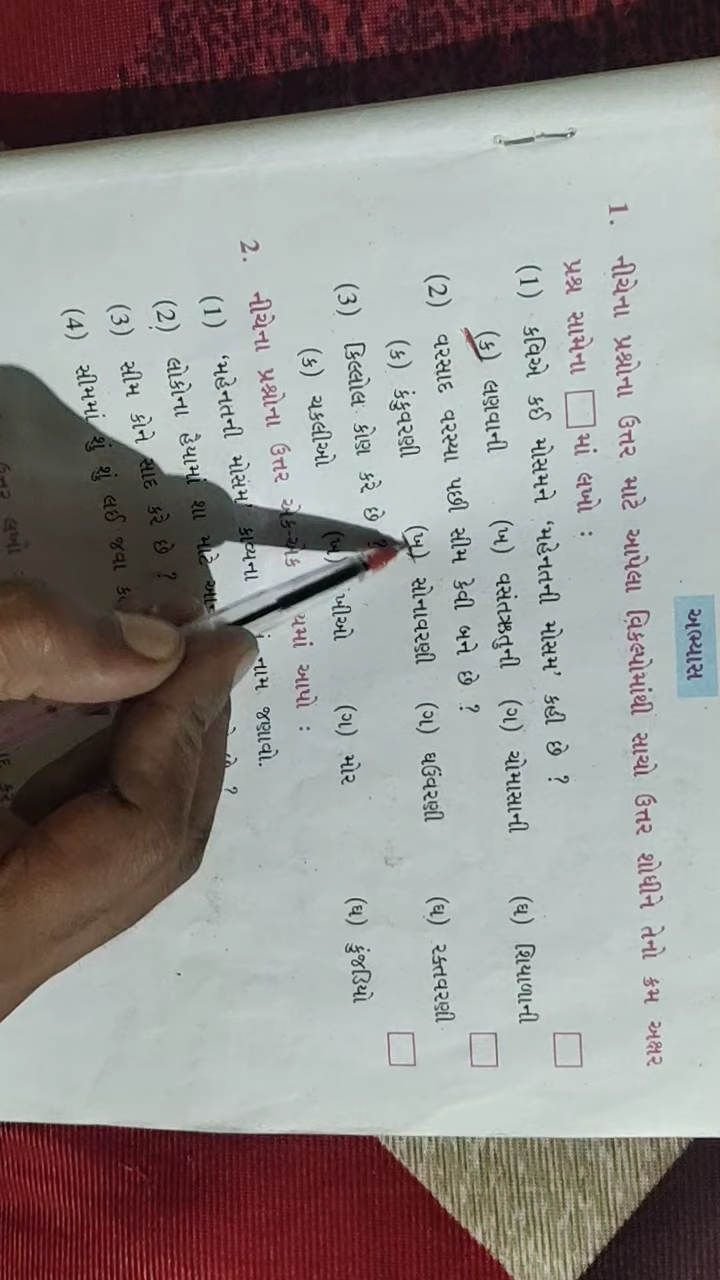 અભ્યાસ
1. નીચેના પ્રશ્નોના ઉત્તર માટે આપેલા વિકલ્પોમાંથી સાચો ઉત્તર શોધીને તેનો ક્રમ અક્ષર
પ્રશ્ન સામેના □ માં લખો :
(1) કવિએ કઈ મોસમને ‘મહેનતની મોસમ’ કહી છે ?
(ક) લણવાની (ખ) વસંતઋતુની (ગ) ચોમાસાની (ઘ) શિયાળાની
(2) વરસાદ વરસ્યા પછી સીમ કેવી બને છે ?
(ક) કંકુવરણી (ખ) સોનાવરણી (ગ) ઘઉંવરણી (ઘ) રક્તવરણી
(3) કિલ્લોલ કોણ કરે છે ?
(ક) ચકલીઓ (ખ) (ગ) મોર (ઘ) કુંજડિયો
2. નીચેના પ્રશ્નોના ઉત્તર એક-એક આપો :
(1) ‘મહેનતની મોસમ’ કાવ્યના નામ જણાવો.
(2) લોકોના હૈયામાં શા માટે છે ?
(3) સીમ કોને સાદ કરે છે ?
(4) સીમમાં શું શું લઈ જવા